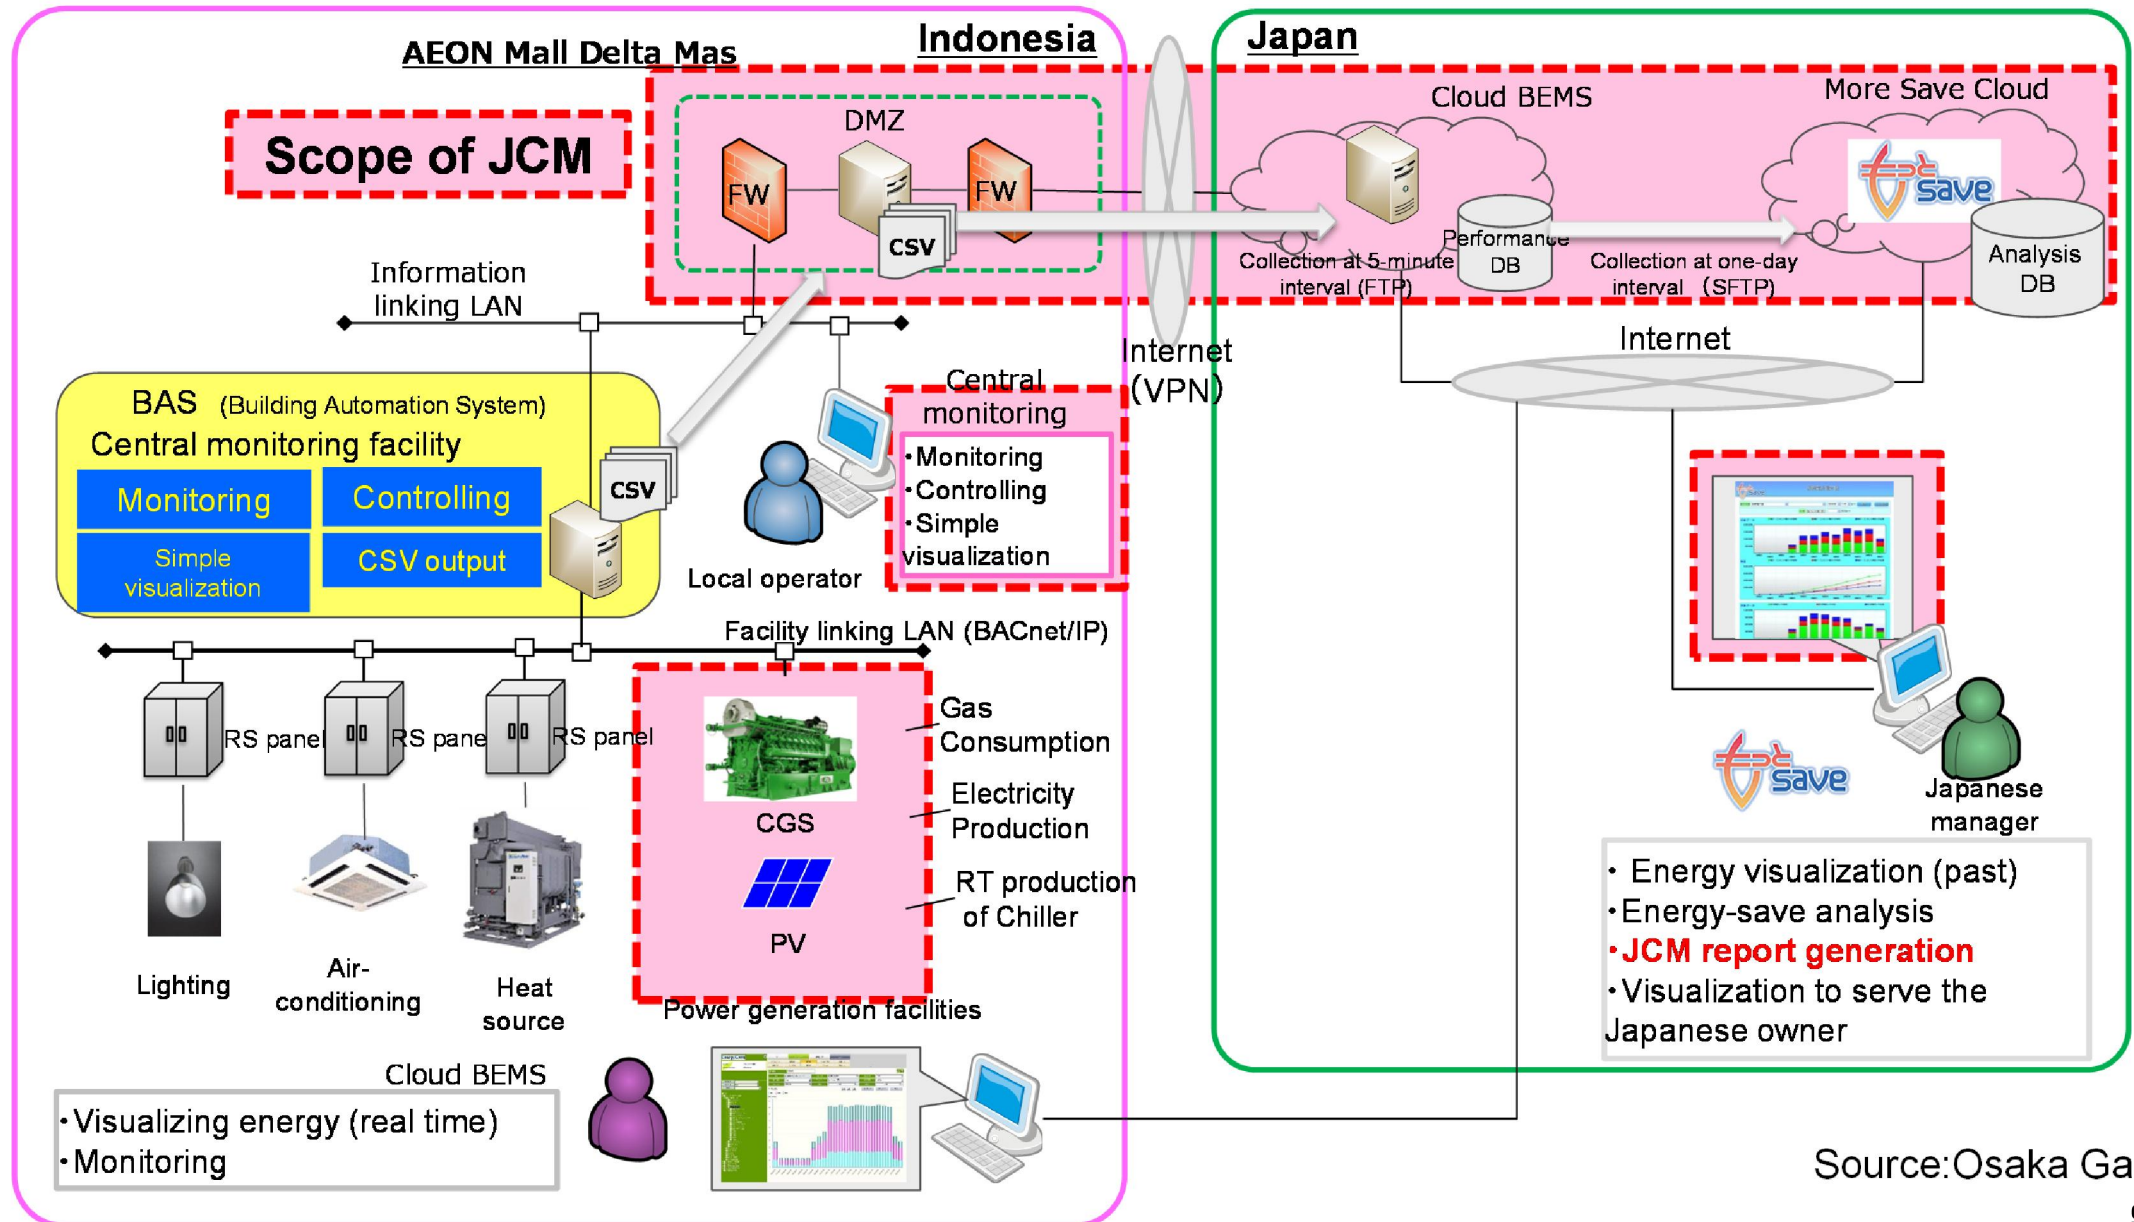 Indonesia
Japan
AEON Mall Delta Mas
Scope of JCM
DMZ
FW
FW
CSV
Cloud BEMS
More Save Cloud
save
Performance
DB
Analysis
DB
Collection at 5-minute
interval (FTP)
Collection at one-day
interval (SFTP)
Information
linking LAN
Internet
(VPN)
Internet
BAS (Building Automation System)
Central monitoring facility
Monitoring
Controlling
Simple
visualization
CSV output
CSV
Local operator
Central
monitoring
・Monitoring
・Controlling
・Simple
visualization
Facility linking LAN (BACnet/IP)
RS panel
RS pane
RS panel
Lighting
Air-
conditioning
Heat
source
CGS
PV
Gas
Consumption
Electricity
Production
RT production
of Chiller
Power generation facilities
save
Japanese
manager
・ Energy visualization (past)
・Energy-save analysis
・JCM report generation
・Visualization to serve the
Japanese owner
Cloud BEMS
・Visualizing energy (real time)
・Monitoring
Source:Osaka Ga